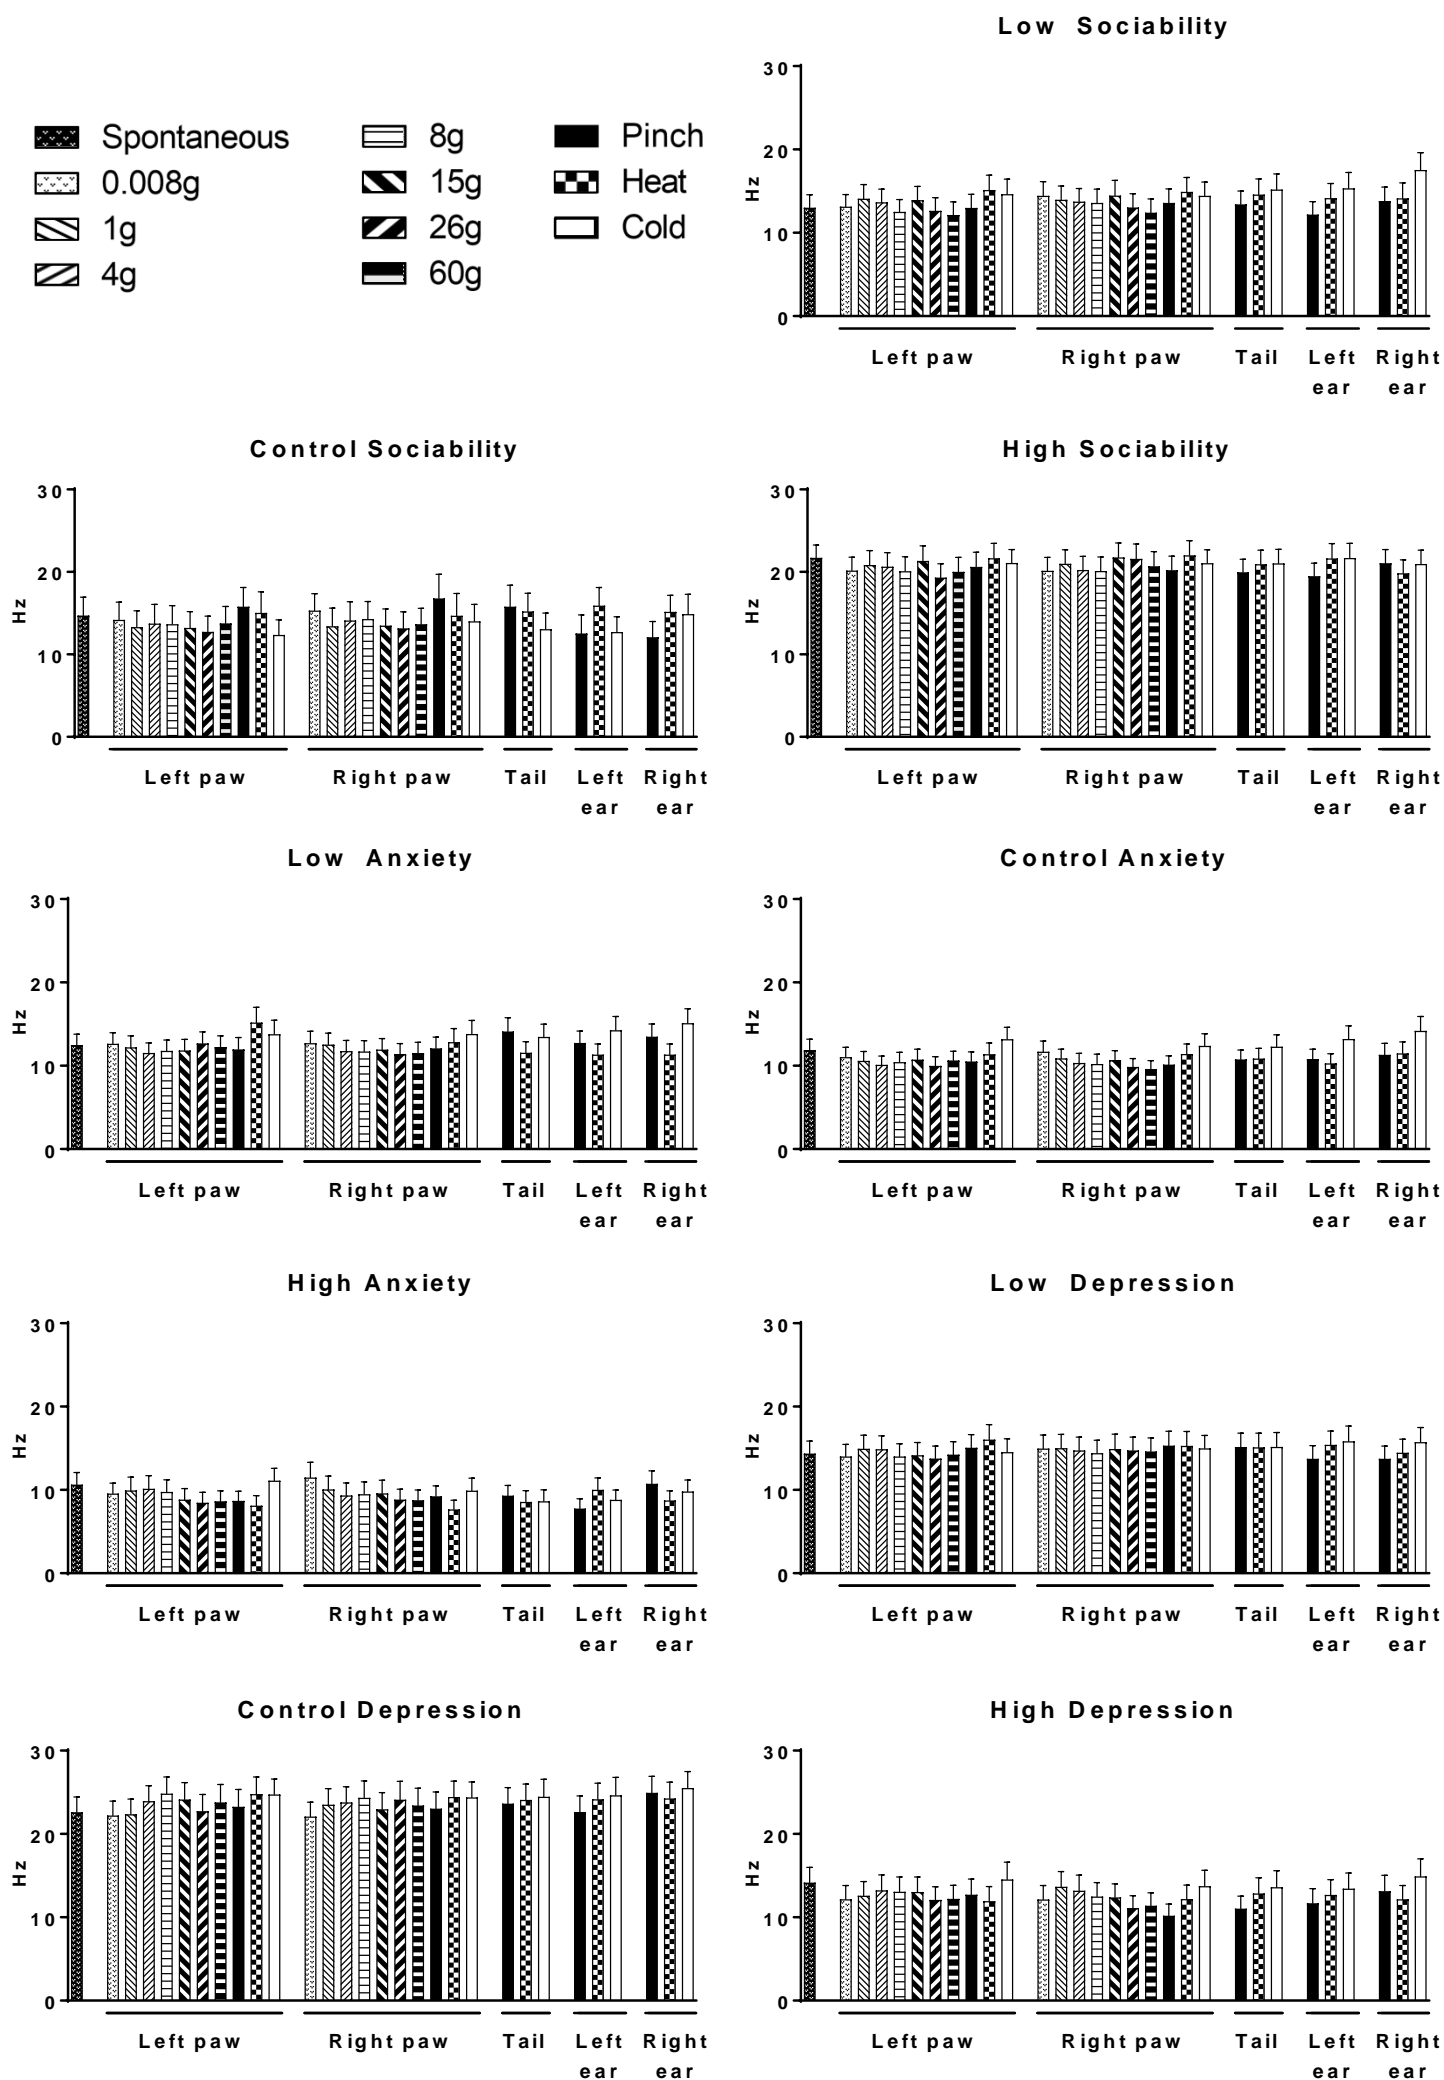 Low Sociability
Spontaneous
0.008g
1g
4g
8g
15g
26g
60g
Pinch
Heat
Cold
30
20
10
0
Hz
Left paw
Right paw
Tail
Left
ear
Right
ear
Control Sociability
30
20
10
0
Hz
Left paw
Right paw
Tail
Left
ear
Right
ear
High Sociability
30
20
10
0
Hz
Left paw
Right paw
Tail
Left
ear
Right
ear
Low Anxiety
30
20
10
0
Hz
Left paw
Right paw
Tail
Left
ear
Right
ear
Control Anxiety
30
20
10
0
Hz
Left paw
Right paw
Tail
Left
ear
Right
ear
High Anxiety
30
20
10
0
Hz
Left paw
Right paw
Tail
Left
ear
Right
ear
Low Depression
30
20
10
0
Hz
Left paw
Right paw
Tail
Left
ear
Right
ear
Control Depression
30
20
10
0
Hz
Left paw
Right paw
Tail
Left
ear
Right
ear
High Depression
30
20
10
0
Hz
Left paw
Right paw
Tail
Left
ear
Right
ear